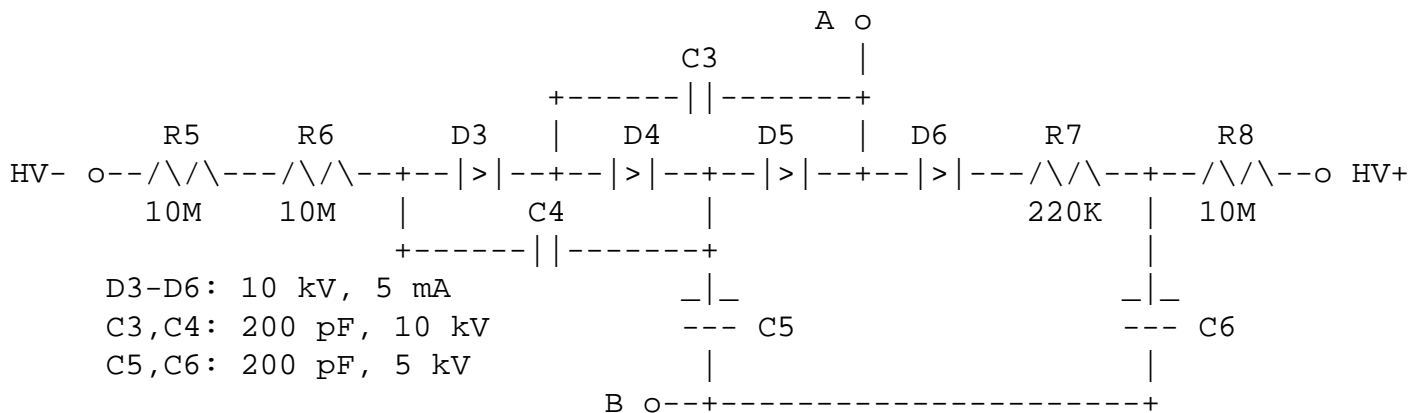 A o
C3 |
+------||-------+
R5 R6 D3 | D4 D5 | D6 R7 R8
HV- o--/\/\---/\/\--+--|>|--+--|>|--+--|>|--+--|>|---/\/\--+--/\/\--o HV+
10M 10M | C4 | 220K | 10M
+------||-------+ |
D3-D6: 10 kV, 5 mA _|_ _|_
C3,C4: 200 pF, 10 kV --- C5 --- C6
C5,C6: 200 pF, 5 kV | |
B o--+-----------------------+